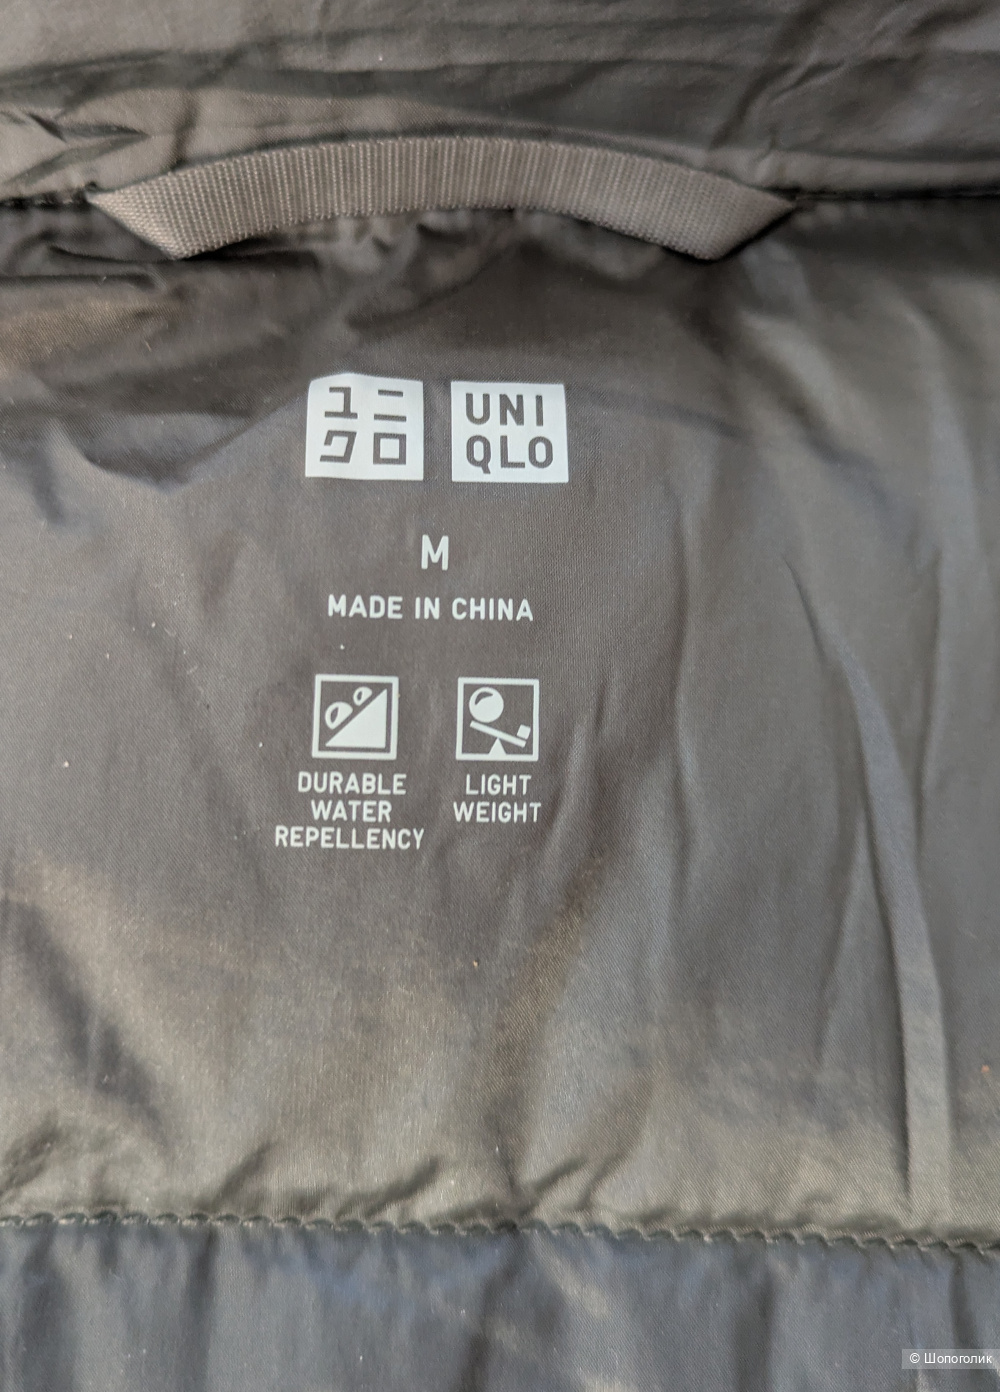 ユニ
クロ
UNI
QLO
M
MADE IN CHINA
DURABLE
WATER
REPELLENCY
LIGHT
WEIGHT
© Шопоголик